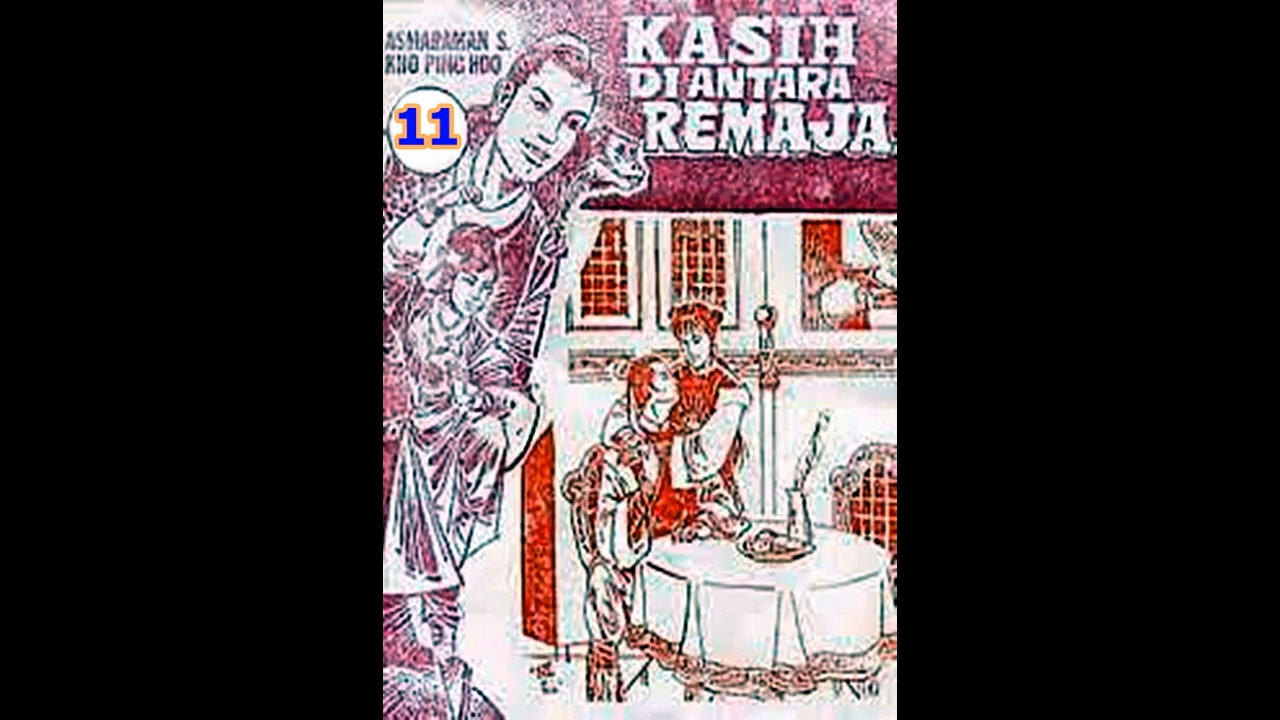 ASMARAMAN S.
KHO PING HOO
11
KASIH
DI ANTARA
REMAJA